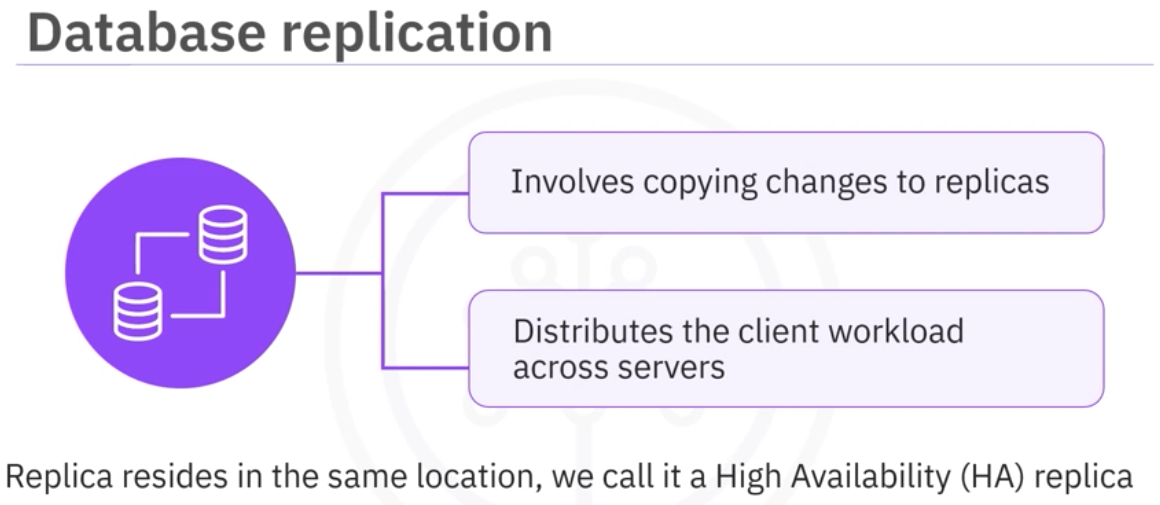 Database replication
Involves copying changes to replicas
Distributes the client workload
across servers
Replica resides in the same location, we call it a High Availability (HA) replica